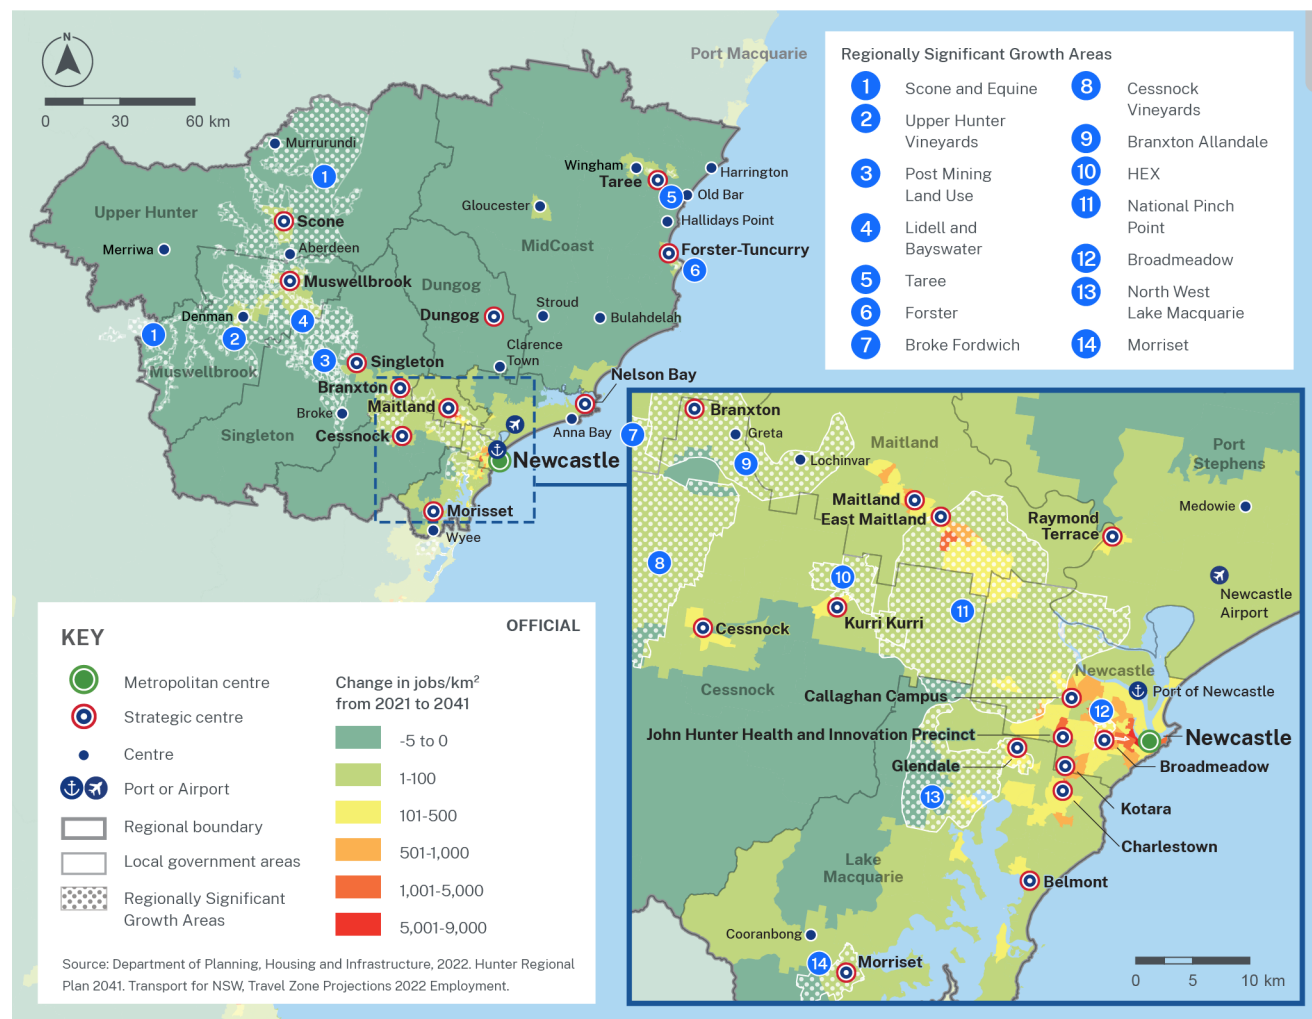 N
0 30 60 km
Port Macquarie
Murrurundi
1
Upper Hunter
Scone
Merriwa
Aberdeen
Muswellbrook
Denman
1
2
4
3
Muswellbrook
Singleton
Branxton
Maitland
Broke
Cessnock
Singleton
Wingham
Taree
Harrington
5
Old Bar
Gloucester
Hallidays Point
MidCoast
Forster-Tuncurry
6
Dungog
Dungog
Stroud
Bulahdelah
Clarence
Town
Nelson Bay
Anna Bay
Newcastle
Morisset
Wyee
Regionally Significant Growth Areas
1 Scone and Equine
2 Upper Hunter
Vineyards
3 Post Mining
Land Use
4 Lidell and
Bayswater
5 Taree
6 Forster
7 Broke Fordwich
8 Cessnock
Vineyards
9 Branxton Allandale
10 HEX
11 National Pinch
Point
12 Broadmeadow
13 North West
Lake Macquarie
14 Morriset
Branxton
7
Greta
9
Lochinvar
Maitland
Port
Stephens
Maitland
East Maitland
Medowie
Raymond
Terrace
8
10
Newcastle
Airport
11
Kurri Kurri
Cessnock
Cessnock
Newcastle
Callaghan Campus
Port of Newcastle
12
John Hunter Health and Innovation Precinct
Newcastle
Glendale
Broadmeadow
13
Kotara
Charlestown
Lake
Macquarie
Belmont
Cooranbong
14
Morriset
0 5 10 km
OFFICIAL
KEY
Metropolitan centre
Strategic centre
Centre
Port or Airport
Regional boundary
Local government areas
Regionally Significant
Growth Areas
Change in jobs/km²
from 2021 to 2041
-5 to 0
1-100
101-500
501-1,000
1,001-5,000
5,001-9,000
Source: Department of Planning, Housing and Infrastructure, 2022. Hunter Regional
Plan 2041. Transport for NSW, Travel Zone Projections 2022 Employment.